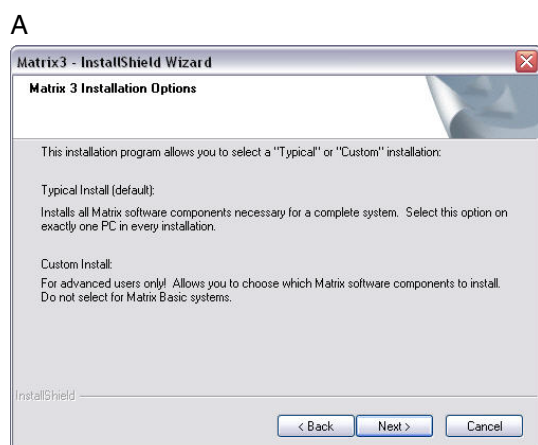 A
Matrix3 - InstallShield Wizard
Matrix 3 Installation Options
This installation program allows you to select a "Typical" or "Custom" installation:
Typical Install (default):
Installs all Matrix software components necessary for a complete system. Select this option on
exactly one PC in every installation.
Custom Install:
For advanced users only! Allows you to choose which Matrix software components to install.
Do not select for Matrix Basic systems.
InstallShield
< Back Next > Cancel